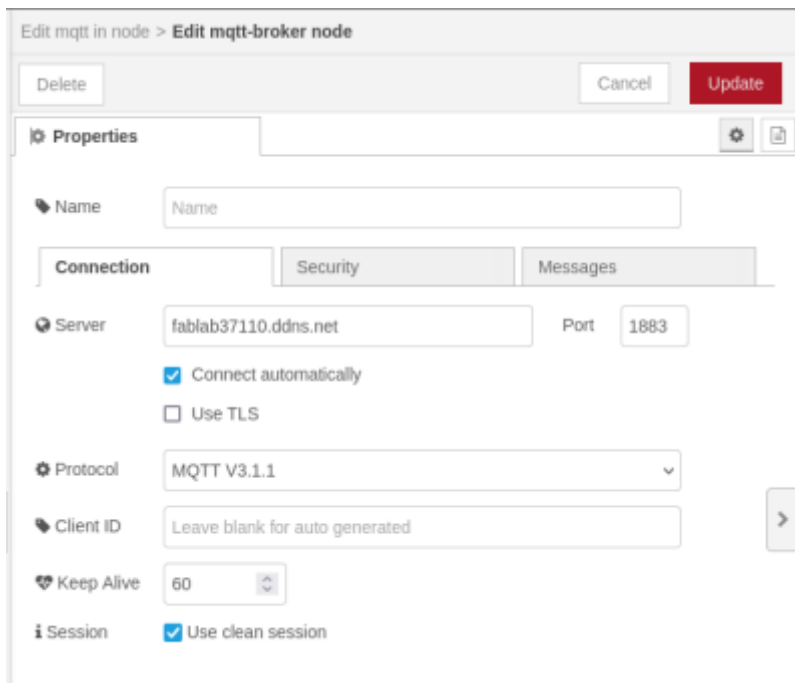 Edit mqtt in node > Edit mqtt-broker node
Delete Cancel Update
Properties
Name Name
Connection Security Messages
Server fablab37110.ddns.net Port 1883
Connect automatically
Use TLS
Protocol MQTT V3.1.1
Client ID Leave blank for auto generated
Keep Alive 60
Session Use clean session